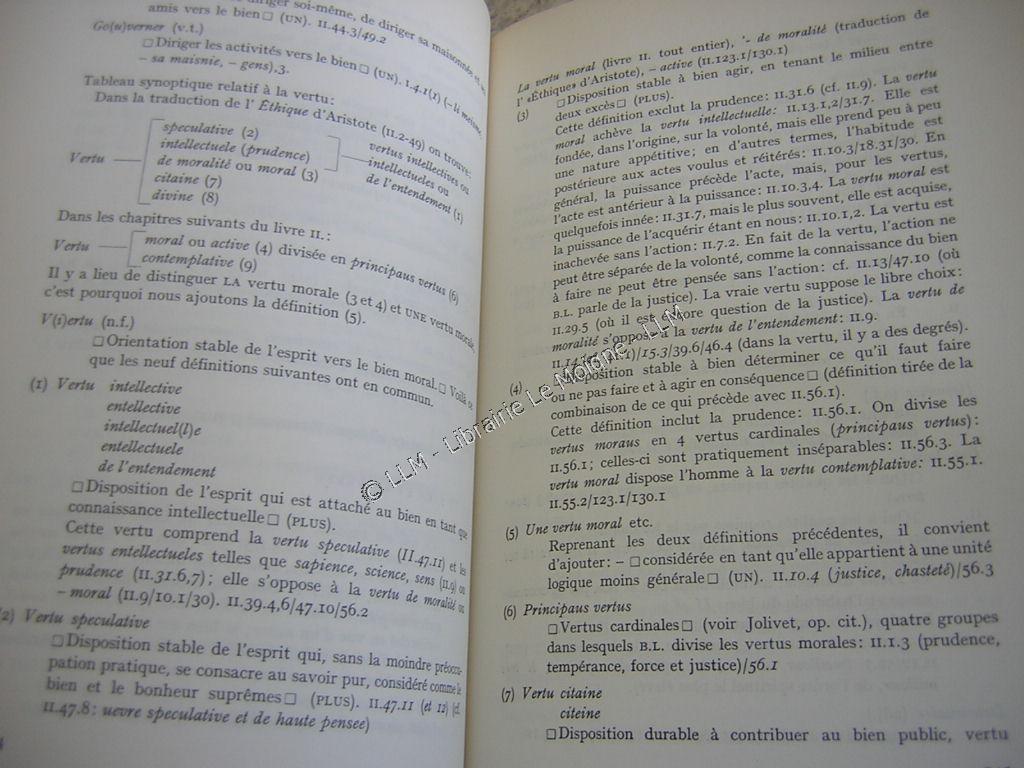 diriger soi-même, de diriger sa maisonnée et
amis vers le bien□ (UN). II.44.3/49.2
Go(u)verner (v.t.)
□Diriger les activités vers le bien□ (UN). I.4.1(1) (–li meisme,
– sa maisnie, – gens),3.
Tableau synoptique relatif à la vertu:
Dans la traduction de l'Éthique d'Aristote (II.2-49) on trouve:
Vertu
speculative (2)
intellectuele (prudence)
de moralité ou moral (3)
citaine (7)
divine (8)
vertus intellectives ou
intellectueles ou
de l'entendement (1)
Dans les chapitres suivants du livre II.:
Vertu
moral ou active (4) divisée en principaus vertus (6)
contemplative (9)
Il y a lieu de distinguer LA vertu morale (3 et 4) et UNE vertu morale,
c'est pourquoi nous ajoutons la définition (5).
V(i)ertu (n.f.)
□Orientation stable de l'esprit vers le bien moral.□ Voilà ce
que les neuf définitions suivantes ont en commun.
(1) Vertu intellective
entellective
intellectuel(l)e
entellectuele
de l'entendement
□Disposition de l'esprit qui est attaché au bien en tant que
connaissance intellectuelle□ (PLUS).
Cette vertu comprend la vertu speculative (II.47.11) et les
vertus entellectueles telles que sapience, science, sens (II.9) ou
prudence (II.31.6,7); elle s'oppose à la vertu de moralité ou
– moral (II.9/10.1/30). II.39.4,6/47.10/56.2
2) Vertu speculative
□Disposition stable de l'esprit qui, sans la moindre préoccu-
pation pratique, se consacre au savoir pur, considéré comme le
bien et le bonheur suprêmes□ (PLUS). II.47.11 (et 12) (cf.
II.47.8: uevre speculative et de haute pensee)
La vertu moral (livre II. tout entier), '– de moralité (traduction de
l' «Éthique» d'Aristote), – active (II.123.1/130.1)
(3) □Disposition stable à bien agir, en tenant le milieu entre
deux excès□ (PLUS).
Cette définition exclut la prudence: II.31.6 (cf. II.9). La vertu
moral achève la vertu intellectuele: II.13.1,2/31.7. Elle est
fondée, dans l'origine, sur la volonté, mais elle prend peu à peu
une nature appétitive; en d'autres termes, l'habitude est
postérieure aux actes voulus et réitérés: II.10.3/18.31/30. En
général, la puissance précède l'acte, mais, pour les vertus,
l'acte est antérieur à la puissance: II.10.3,4. La vertu moral est
quelquefois innée: II.31.7, mais le plus souvent, elle est acquise,
la puissance de l'acquérir étant en nous: II.10.1,2. La vertu est
inachevée sans l'action: II.7.2. En fait de la vertu, l'action ne
peut être séparée de la volonté, comme la connaissance du bien
à faire ne peut être pensée sans l'action: cf. II.13/47.10 (où
B.L. parle de la justice). La vraie vertu suppose le libre choix:
II.29.5 (où il est encore question de la justice). La vertu de
moralité s'oppose à la vertu de l'entendement: II.9.
II.14.6(1)/15.3/39.6/46.4 (dans la vertu, il y a des degrés).
(4) □Disposition stable à bien déterminer ce qu'il faut faire
ou ne pas faire et à agir en conséquence□ (définition tirée de la
combinaison de ce qui précède avec II.56.1).
Cette définition inclut la prudence: II.56.1. On divise les
vertus moraus en 4 vertus cardinales (principaus vertus):
II.56.1; celles-ci sont pratiquement inséparables: II.56.3. La
vertu moral dispose l'homme à la vertu contemplative: II.55.1.
II.55.2/123.1/130.1
(5) Une vertu moral etc.
Reprenant les deux définitions précédentes, il convient
d'ajouter: – □considérée en tant qu'elle appartient à une unité
logique moins générale□ (UN). II.10.4 (justice, chasteté)/56.3
(6) Principaus vertus
□Vertus cardinales□ (voir Jolivet, op. cit.), quatre groupes
dans lesquels B.L. divise les vertus morales: II.1.3 (prudence,
tempérance, force et justice)/56.1
(7) Vertu citaine
citeine
□Disposition durable à contribuer au bien public, vertu
© LLM - Librairie Le Moigne - LLM